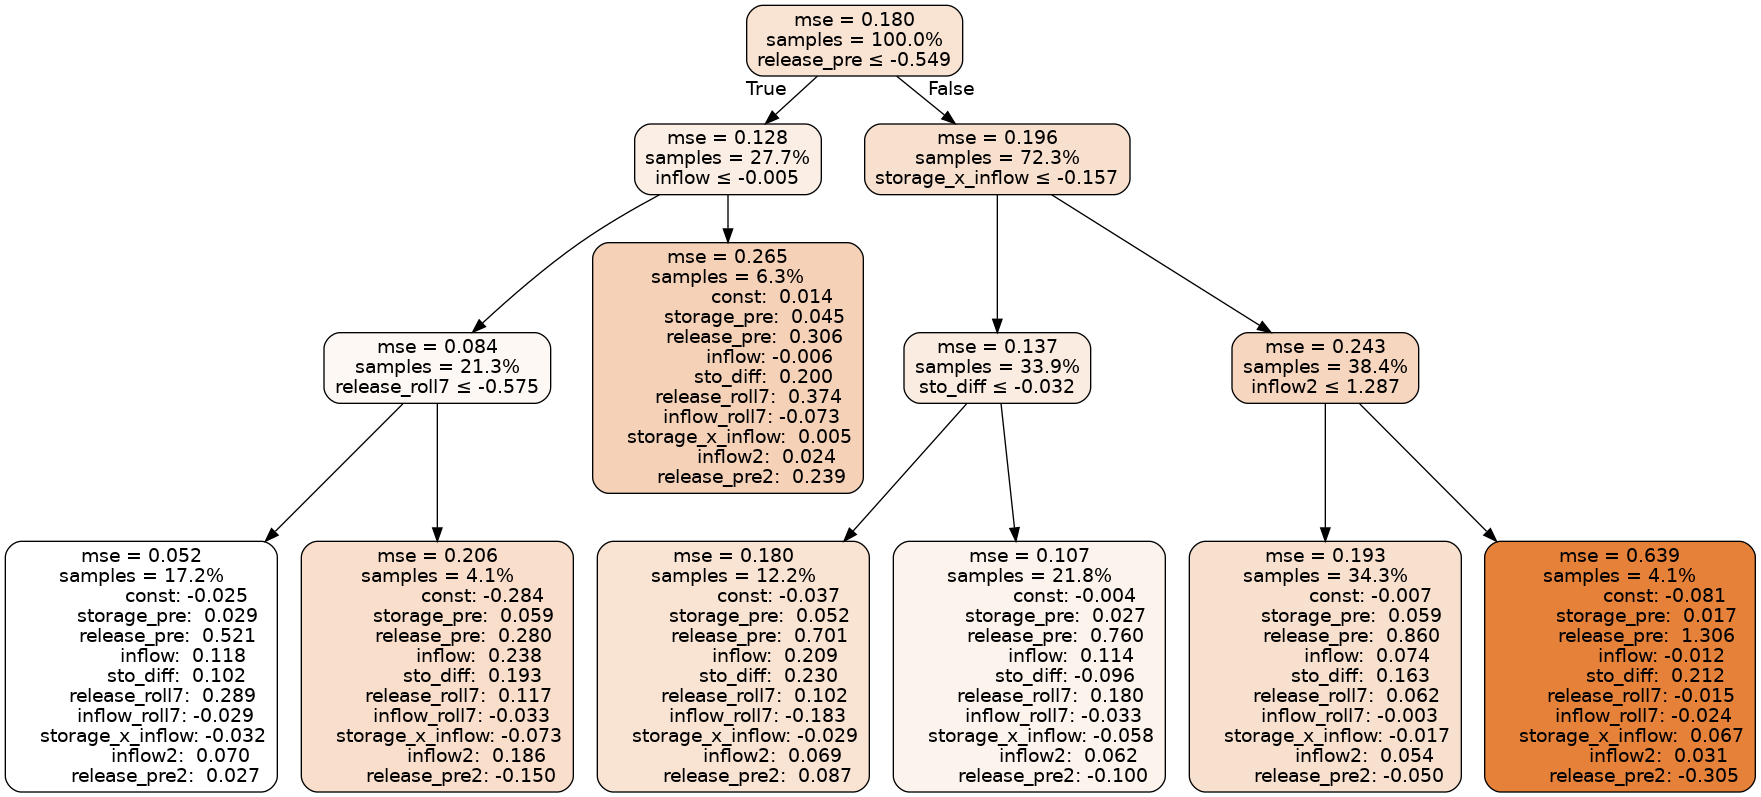 mse = 0.180
samples = 100.0%
release_pre ≤ -0.549
True
False
mse = 0.128
samples = 27.7%
inflow ≤ -0.005
mse = 0.196
samples = 72.3%
storage_x_inflow ≤ -0.157
mse = 0.265
samples = 6.3%
const:  0.014
storage_pre:  0.045
release_pre:  0.306
inflow: -0.006
sto_diff:  0.200
release_roll7:  0.374
inflow_roll7: -0.073
storage_x_inflow:  0.005
inflow2:  0.024
release_pre2:  0.239
mse = 0.084
samples = 21.3%
release_roll7 ≤ -0.575
mse = 0.137
samples = 33.9%
sto_diff ≤ -0.032
mse = 0.243
samples = 38.4%
inflow2 ≤ 1.287
mse = 0.052
samples = 17.2%
const: -0.025
storage_pre:  0.029
release_pre:  0.521
inflow:  0.118
sto_diff:  0.102
release_roll7:  0.289
inflow_roll7: -0.029
storage_x_inflow: -0.032
inflow2:  0.070
release_pre2:  0.027
mse = 0.206
samples = 4.1%
const: -0.284
storage_pre:  0.059
release_pre:  0.280
inflow:  0.238
sto_diff:  0.193
release_roll7:  0.117
inflow_roll7: -0.033
storage_x_inflow: -0.073
inflow2:  0.186
release_pre2: -0.150
mse = 0.180
samples = 12.2%
const: -0.037
storage_pre:  0.052
release_pre:  0.701
inflow:  0.209
sto_diff:  0.230
release_roll7:  0.102
inflow_roll7: -0.183
storage_x_inflow: -0.029
inflow2:  0.069
release_pre2:  0.087
mse = 0.107
samples = 21.8%
const: -0.004
storage_pre:  0.027
release_pre:  0.760
inflow:  0.114
sto_diff: -0.096
release_roll7:  0.180
inflow_roll7: -0.033
storage_x_inflow: -0.058
inflow2:  0.062
release_pre2: -0.100
mse = 0.193
samples = 34.3%
const: -0.007
storage_pre:  0.059
release_pre:  0.860
inflow:  0.074
sto_diff:  0.163
release_roll7:  0.062
inflow_roll7: -0.003
storage_x_inflow: -0.017
inflow2:  0.054
release_pre2: -0.050
mse = 0.639
samples = 4.1%
const: -0.081
storage_pre:  0.017
release_pre:  1.306
inflow: -0.012
sto_diff:  0.212
release_roll7: -0.015
inflow_roll7: -0.024
storage_x_inflow:  0.067
inflow2:  0.031
release_pre2: -0.305